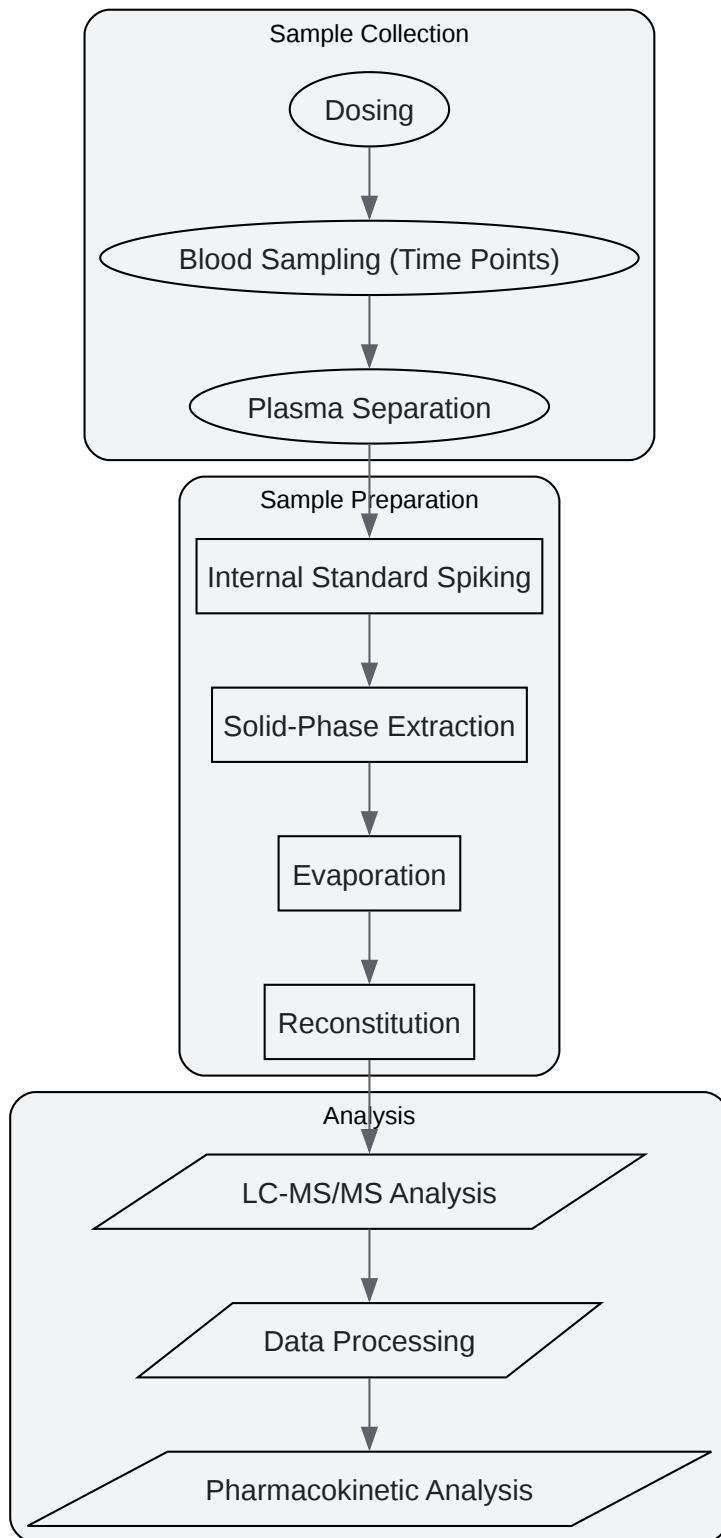 Sample Collection
Dosing
Blood Sampling (Time Points)
Plasma Separation
Sample Preparation
Internal Standard Spiking
Solid-Phase Extraction
Evaporation
Reconstitution
Analysis
LC-MS/MS Analysis
Data Processing
Pharmacokinetic Analysis